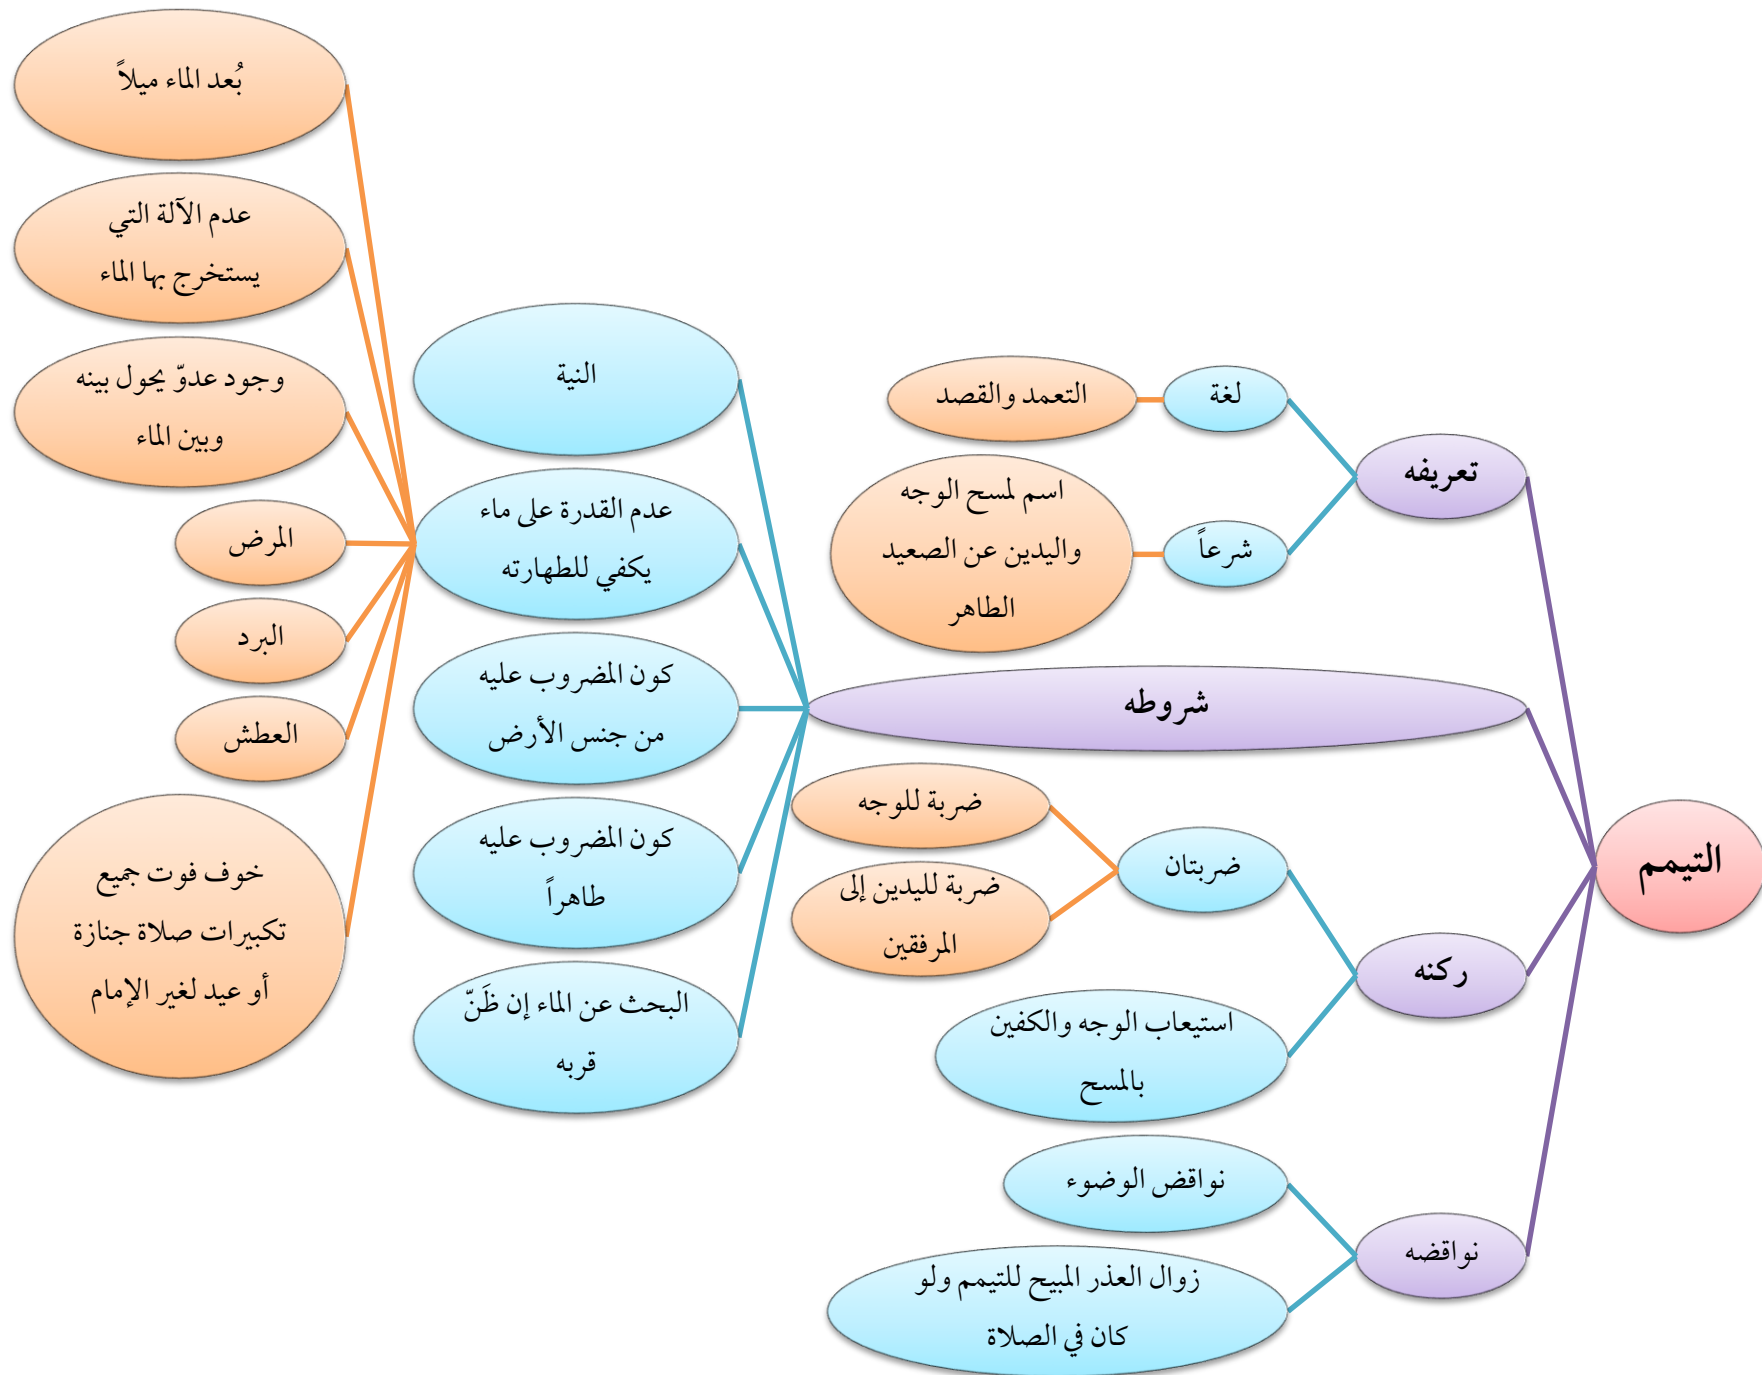 التيمم
تعريفه
لغة
التعمد والقصد
شرعاً
اسم لمسح الوجه
واليدين عن الصعيد
الطاهر
شروطه
النية
عدم القدرة على ماء
يكفي للطهارته
بُعد الماء ميلاً
عدم الآلة التي
يستخرج بها الماء
وجود عدوّ يحول بينه
وبين الماء
المرض
البرد
العطش
خوف فوت جميع
تكبيرات صلاة جنازة
أو عيد لغير الإمام
كون المضروب عليه
من جنس الأرض
كون المضروب عليه
طاهراً
البحث عن الماء إن ظَنّ
قربه
ركنه
ضربتان
ضربة للوجه
ضربة لليدين إلى
المرفقين
استيعاب الوجه والكفين
بالمسح
نواقضه
نواقض الوضوء
زوال العذر المبيح للتيمم ولو
كان في الصلاة